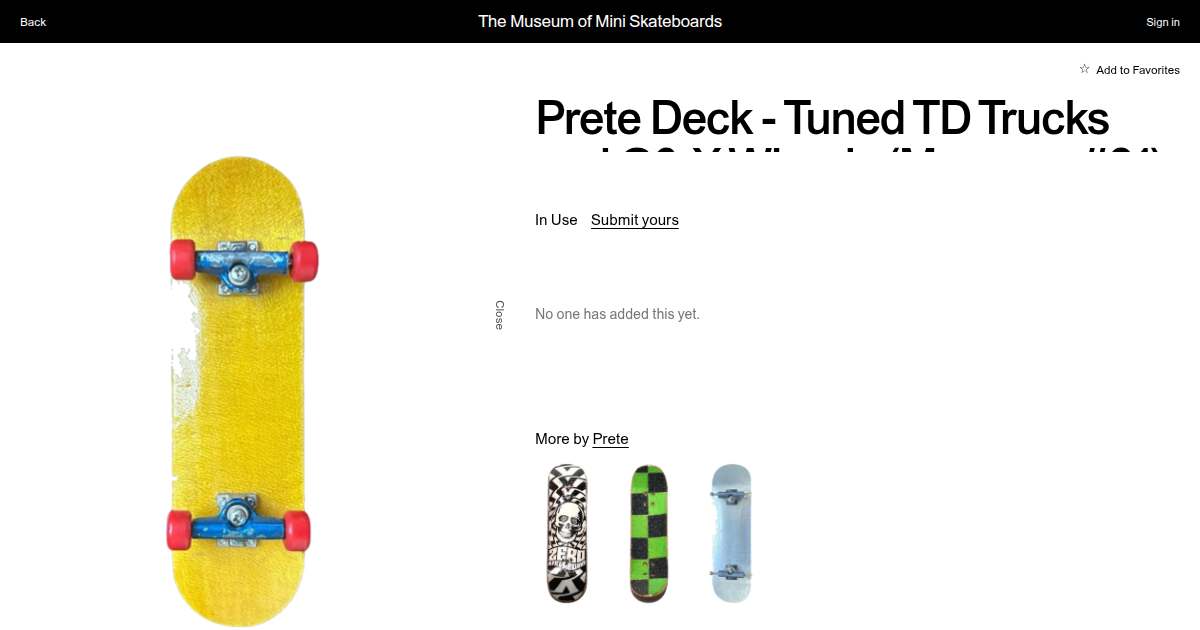 Back
The Museum of Mini Skateboards
Sign in
☆ Add to Favorites
Prete Deck - Tuned TD Trucks
In Use Submit yours
Close
No one has added this yet.
More by Prete
ZERO